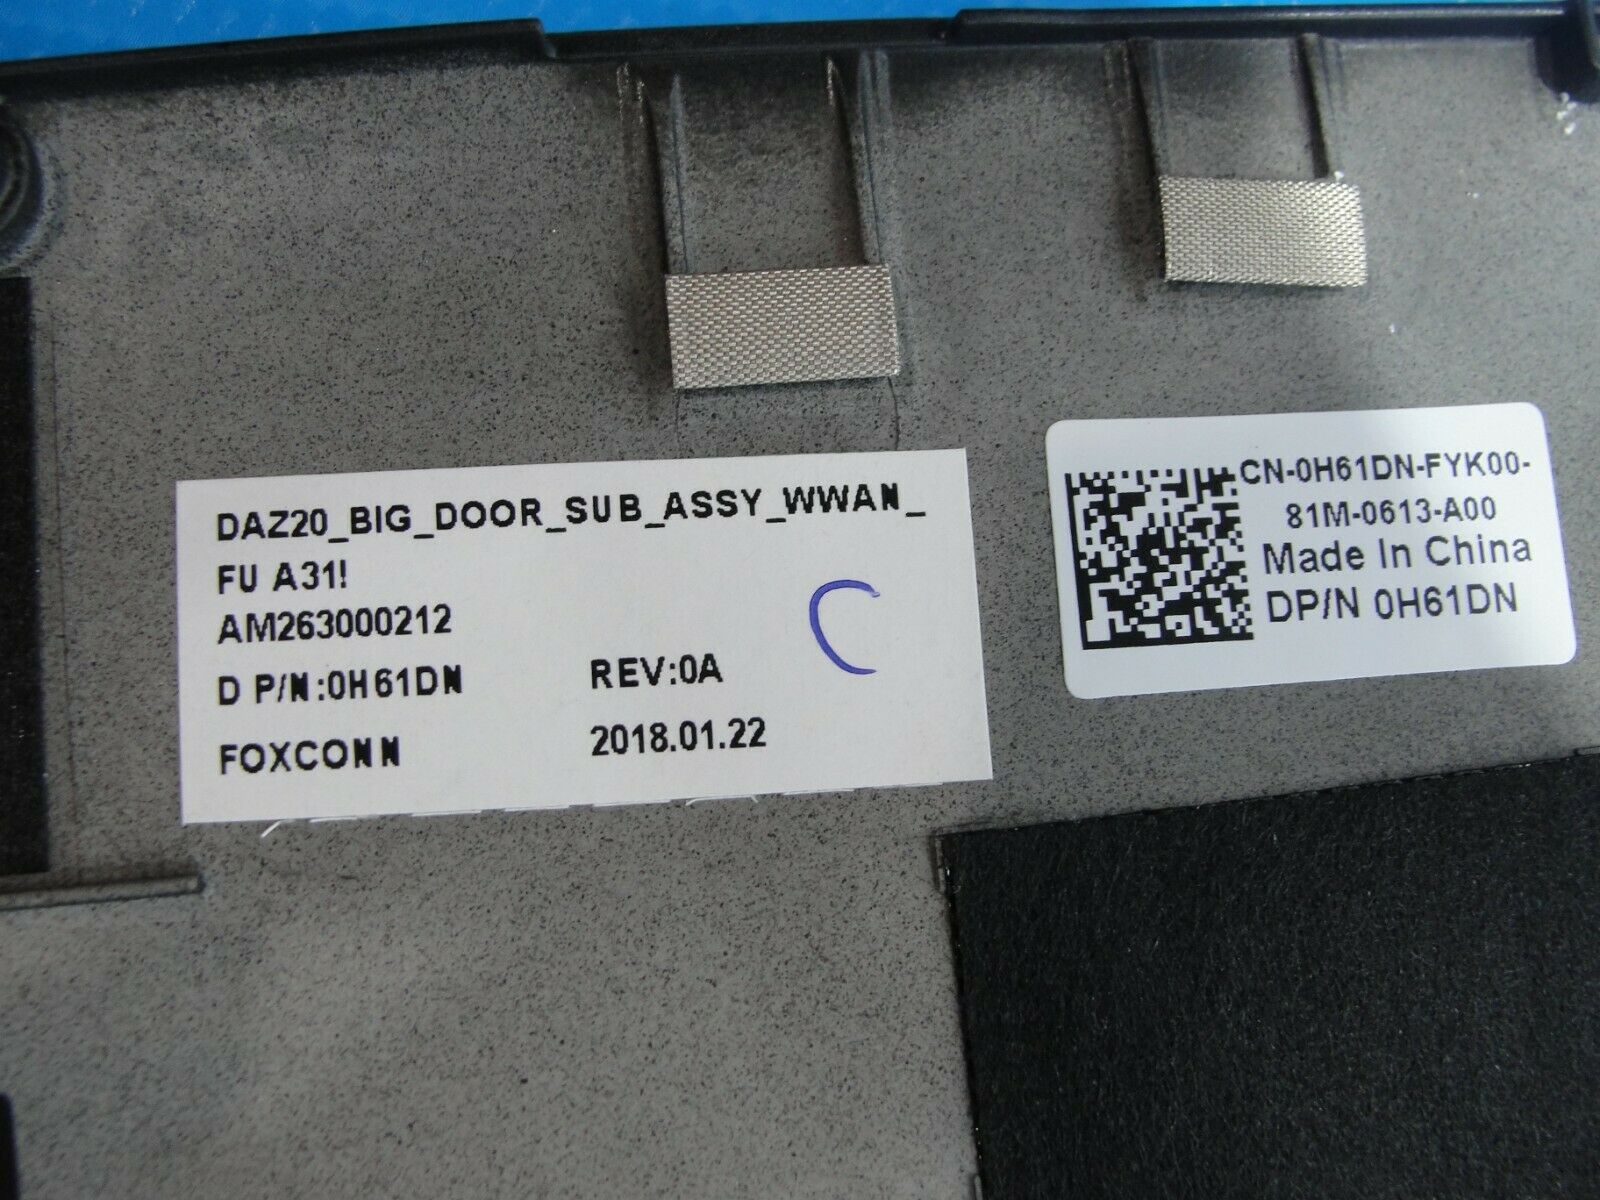 DAZ20_BIG_DOOR_SUB_ASSY_WWAN_
FU A31!
AM263000212
D P/N:0H61DN REV:0A
FOXCONN 2018.01.22
C
CN-0H61DN-FYK00-
81M-0613-A00
Made In China
DP/N 0H61DN